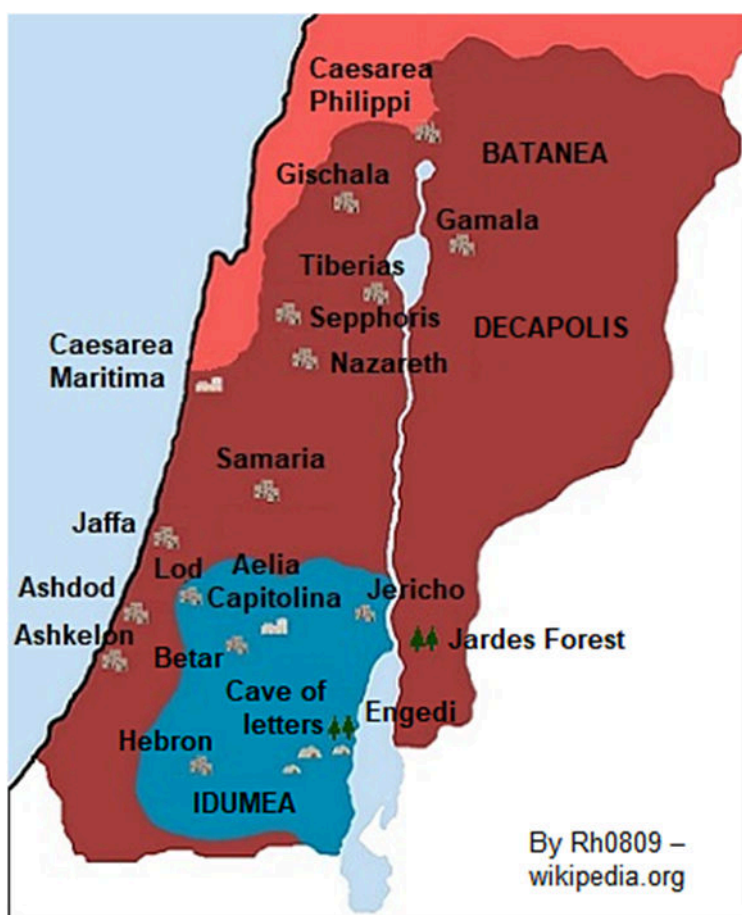 Caesarea
Philippi
BATANEA
Gischala
Gamala
Tiberias
Sepphoris
DECAPOLIS
Caesarea
Maritima
Nazareth
Samaria
Jaffa
Lod
Aelia
Capitolina
Ashdod
Jericho
Ashkelon
Betar
Jardes Forest
Cave of
letters
Engedi
Hebron
IDUMEA
By Rh0809 –
wikipedia.org